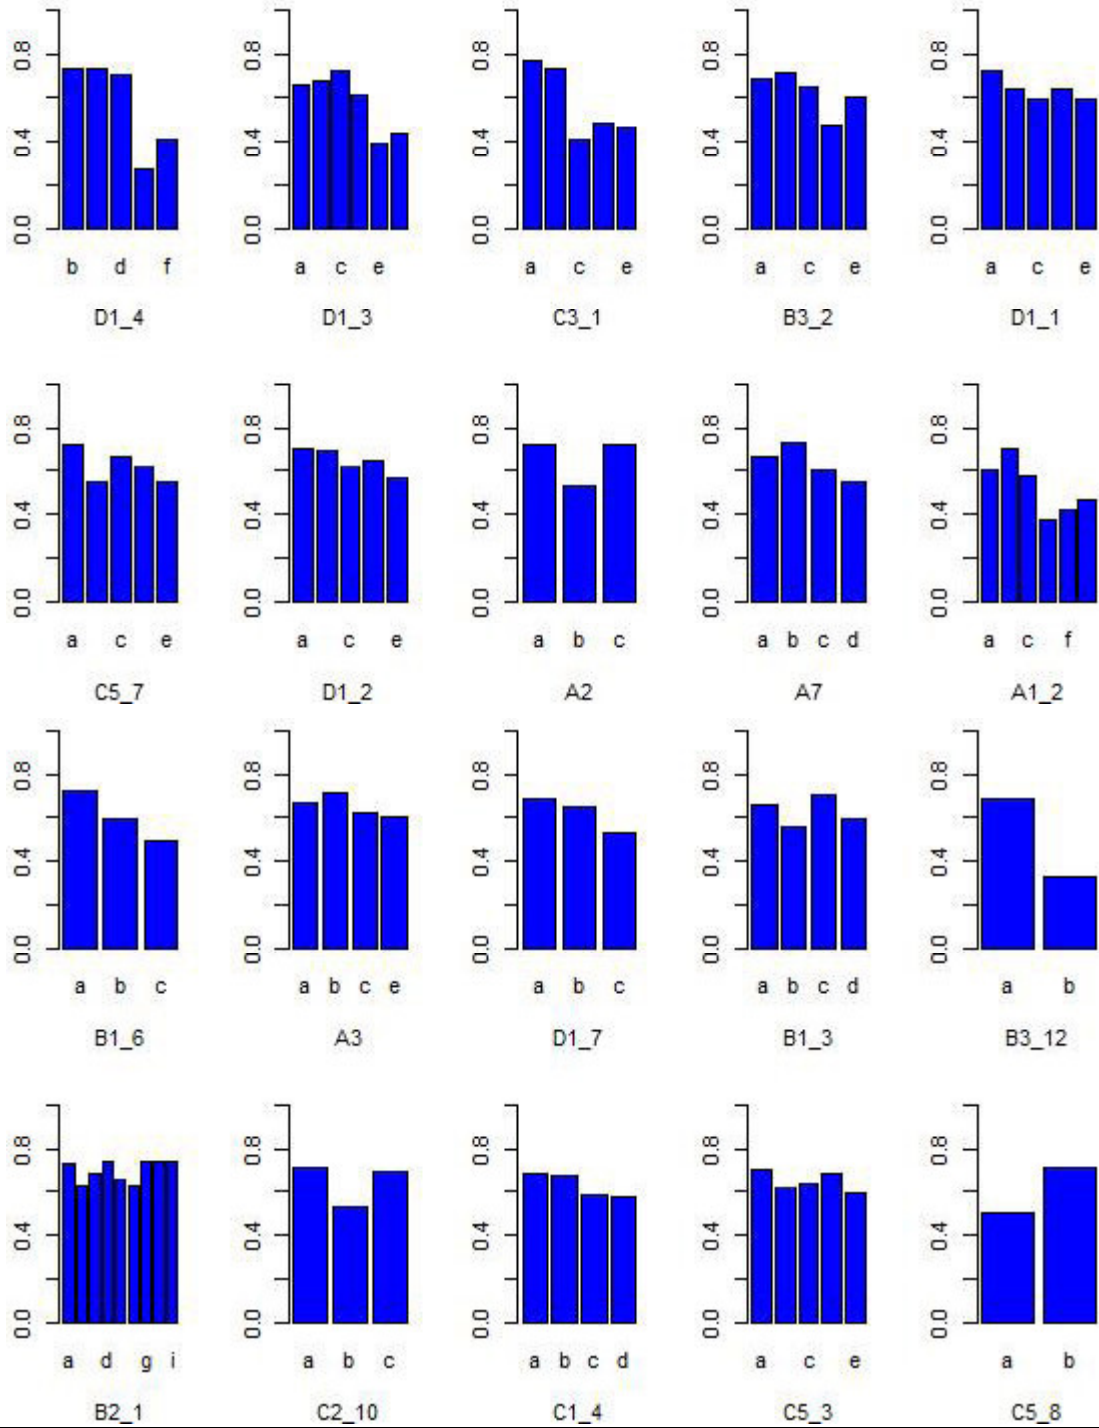 0.0 0.4 0.8 0.0 0.4 0.8 0.0 0.4 0.8 0.0 0.4 0.8 0.0 0.4 0.8
b d f a c e a c e a c e a c e
D1_4 D1_3 C3_1 B3_2 D1_1
0.0 0.4 0.8 0.0 0.4 0.8 0.0 0.4 0.8 0.0 0.4 0.8 0.0 0.4 0.8
a c e a c e a b c a b c d a c f
C5_7 D1_2 A2 A7 A1_2
0.0 0.4 0.8 0.0 0.4 0.8 0.0 0.4 0.8 0.0 0.4 0.8 0.0 0.4 0.8
a b c a b c e a b c a b c d a b
B1_6 A3 D1_7 B1_3 B3_12
0.0 0.4 0.8 0.0 0.4 0.8 0.0 0.4 0.8 0.0 0.4 0.8 0.0 0.4 0.8
a d g i a b c a b c d a c e a b
B2_1 C2_10 C1_4 C5_3 C5_8